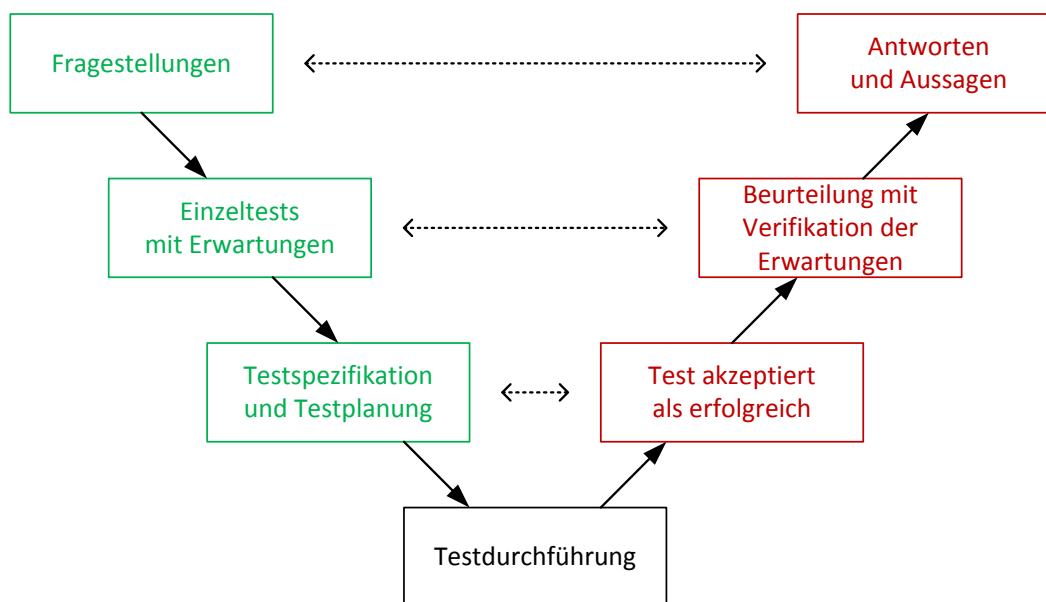 Fragestellungen
Antworten
und Aussagen
Einzeltests
mit Erwartungen
Beurteilung mit
Verifikation der
Erwartungen
Testspezifikation
und Testplanung
Test akzeptiert
als erfolgreich
Testdurchführung